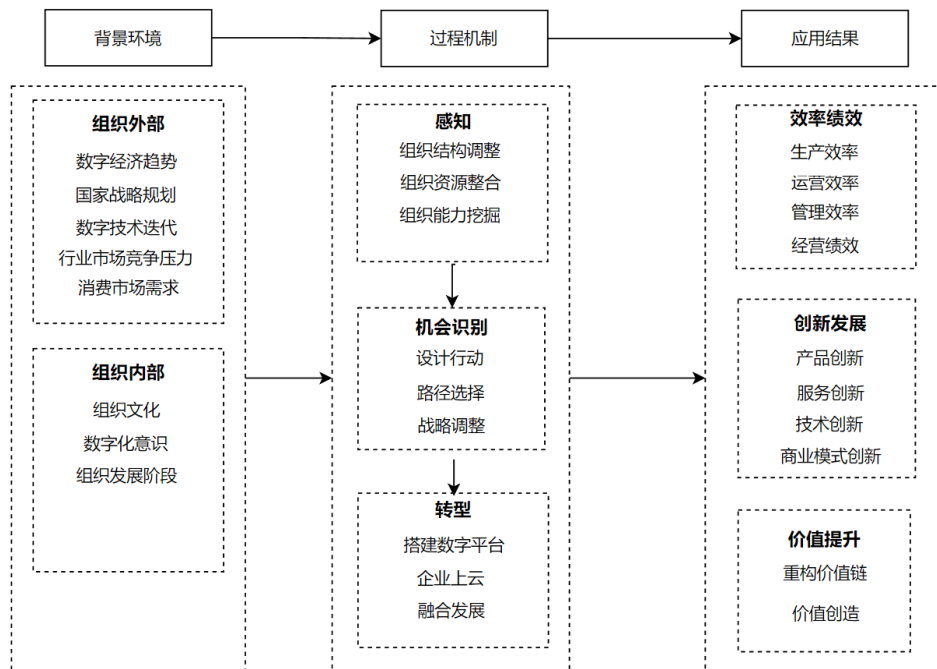 背景环境
过程机制
应用结果
组织外部
数字经济趋势
国家战略规划
数字技术迭代
行业市场竞争压力
消费市场需求
组织内部
组织文化
数字化意识
组织发展阶段
感知
组织结构调整
组织资源整合
组织能力挖掘
机会识别
设计行动
路径选择
战略调整
转型
搭建数字平台
企业上云
融合发展
效率绩效
生产效率
运营效率
管理效率
经营绩效
创新发展
产品创新
服务创新
技术创新
商业模式创新
价值提升
重构价值链
价值创造